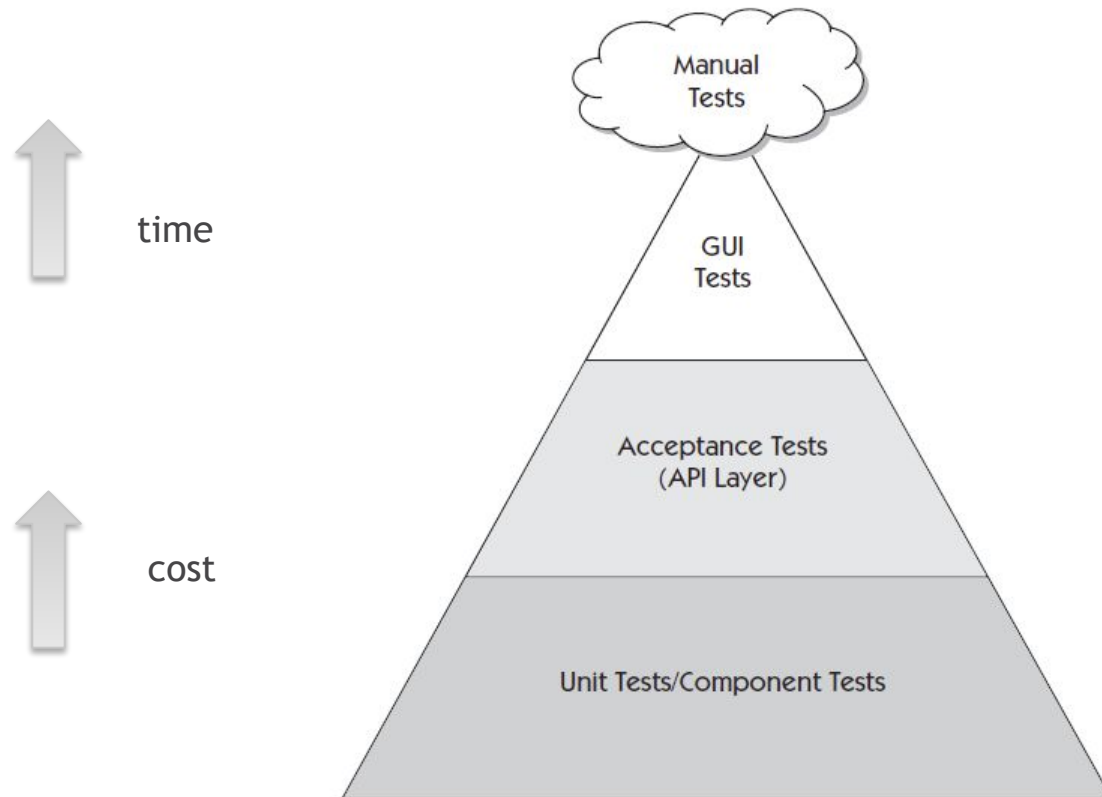 Manual
Tests
time
GUI
Tests
Acceptance Tests
(API Layer)
cost
Unit Tests/Component Tests